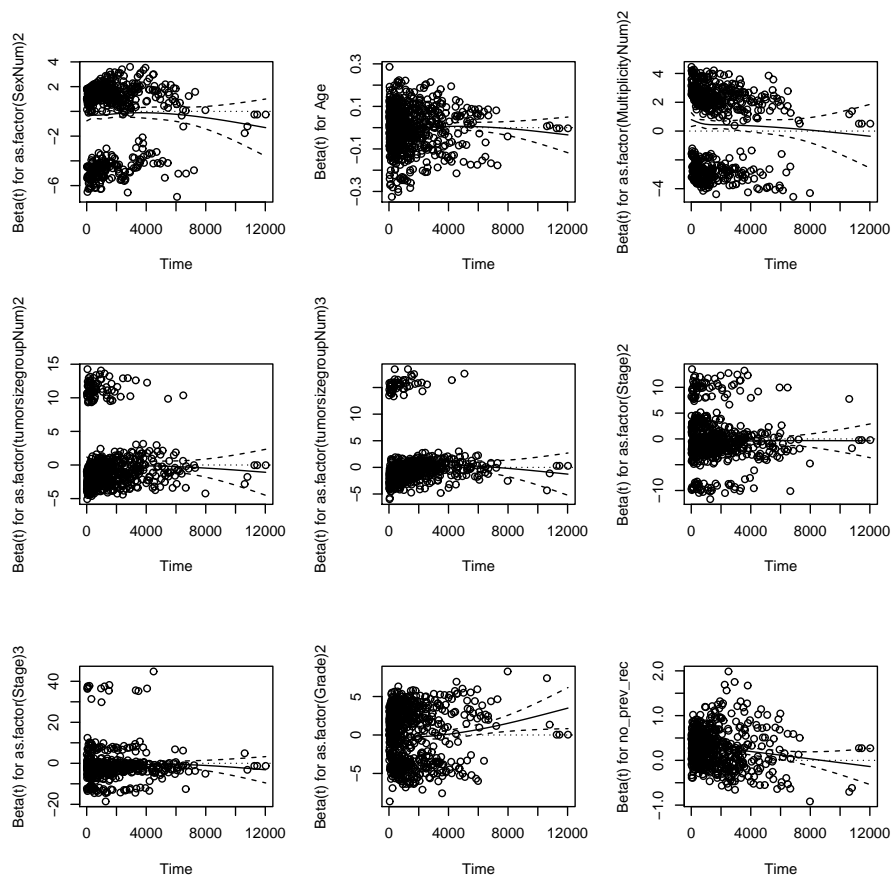 Beta(t) for as.factor(SexNum)2
4
2
−2
−6
0 4000 8000 12000
Time
Beta(t) for Age
0.3
0.1
−0.1
−0.3
0 4000 8000 12000
Time
Beta(t) for as.factor(MultiplicityNum)2
4
2
0
−4
0 4000 8000 12000
Time
Beta(t) for as.factor(tumorsizegroupNum)2
15
10
5
0
−5
0 4000 8000 12000
Time
Beta(t) for as.factor(tumorsizegroupNum)3
10
5
0
−5
0 4000 8000 12000
Time
Beta(t) for as.factor(Stage)2
10
5
0
−10
0 4000 8000 12000
Time
Beta(t) for as.factor(Stage)3
40
20
0
−20
0 4000 8000 12000
Time
Beta(t) for as.factor(Grade)2
5
0
−5
0 4000 8000 12000
Time
Beta(t) for no_prev_rec
2.0
1.0
0.0
−1.0
0 4000 8000 12000
Time